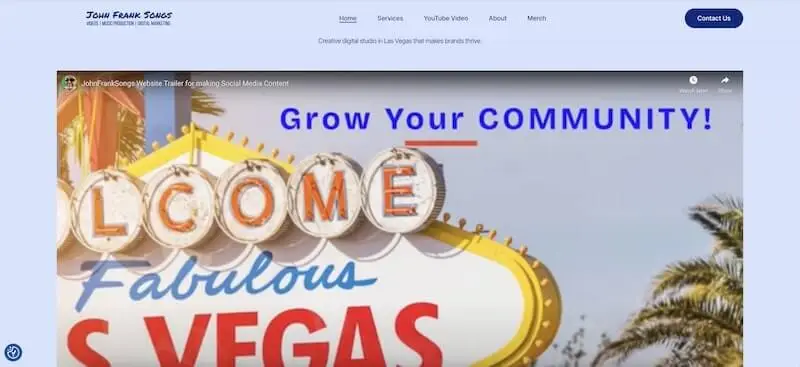 John Frank Songs
VIDEOS | MUSIC PRODUCTION | DIGITAL MARKETING
Home
Services
YouTube Video
About
Merch
Contact Us
Creative digital studio in Las Vegas that makes brands thrive.
JohnFrankSongs Website Trailer for making Social Media Content
Watch later
Share
Grow Your COMMUNITY!
LCOME
Fabulous
S VEGAS